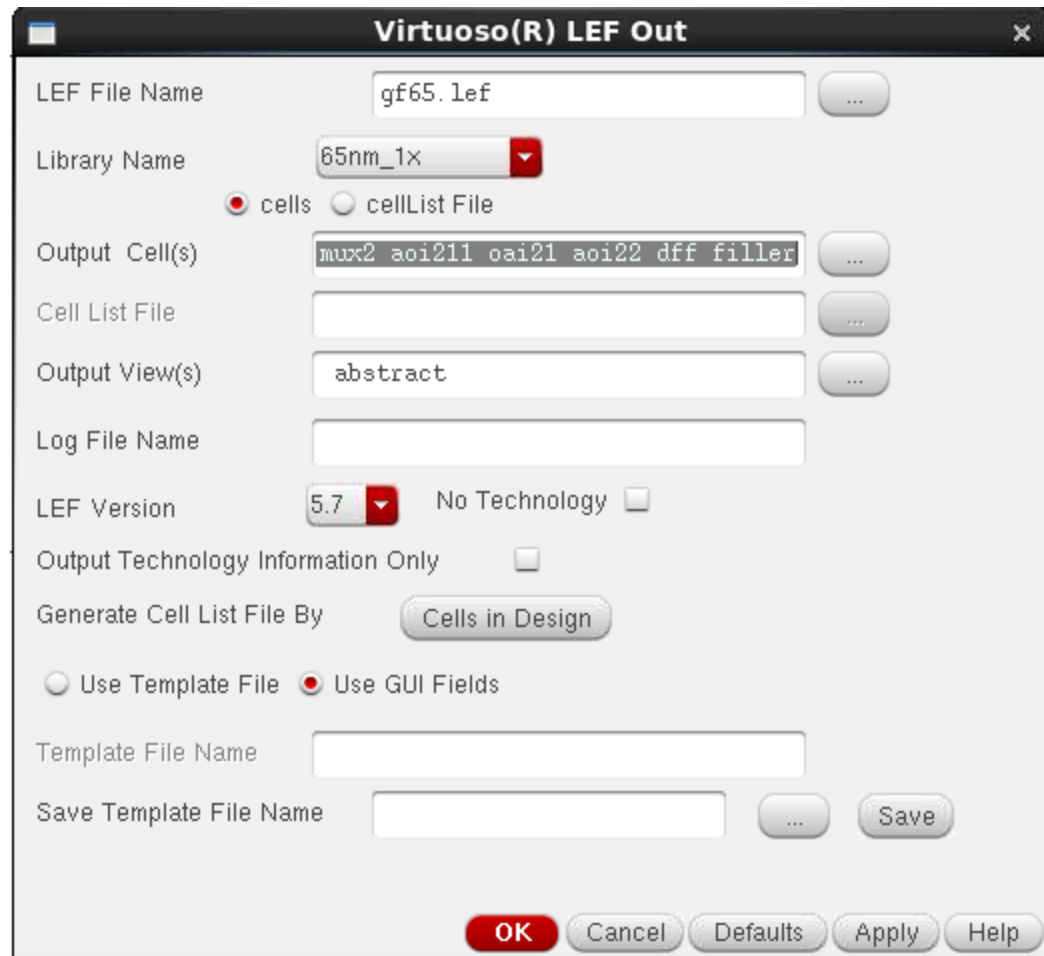 Virtuoso(R) LEF Out
LEF File Name gf65.lef ...
Library Name 65nm_1x
cells cellList File
Output Cell(s) mux2 aoi211 oai21 aoi22 dff filler ...
Cell List File ...
Output View(s) abstract ...
Log File Name
LEF Version 5.7 No Technology
Output Technology Information Only
Generate Cell List File By Cells in Design
Use Template File Use GUI Fields
Template File Name
Save Template File Name ... Save
OK Cancel Defaults Apply Help